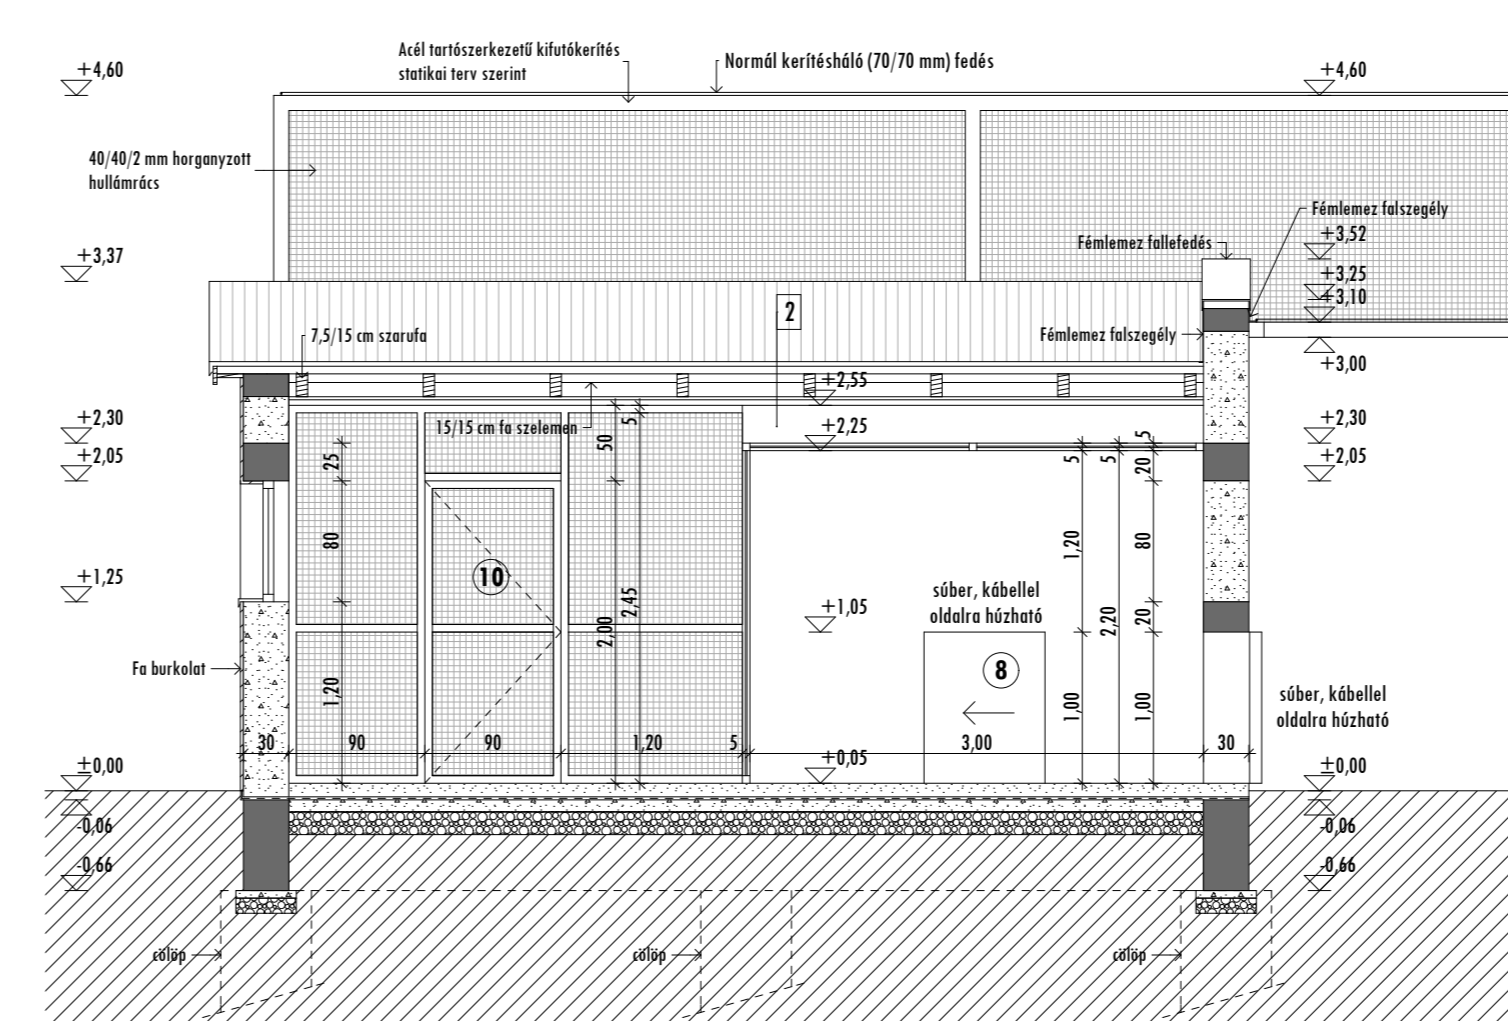 Acél tartószerkezetű kifutókerítés
statikai terv szerint
Normál kerítésháló (70/70 mm) fedés
+4,60
+4,60
40/40/2 mm horganyzott
hullámrács
Fémlemez falszegély
+3,52
Fémlemez fallefedés
+3,37
+3,25
+3,10
2
7,5/15 cm szarufa
Fémlemez falszegély
+3,00
+2,55
+2,30
+2,25
+2,30
15/15 cm fa szelemen
50
5
5
5
5
20
25
+2,05
+2,05
80
1,20
80
10
+1,25
súber, kábellel
oldalra húzható
+1,05
2,00
2,45
2,20
20
8
Fa burkolat
1,20
1,00
1,00
súber, kábellel
oldalra húzható
30
90
90
1,20
5
3,00
30
±0,00
+0,05
±0,00
-0,06
-0,06
-0,66
-0,66
cölöp
cölöp
cölöp